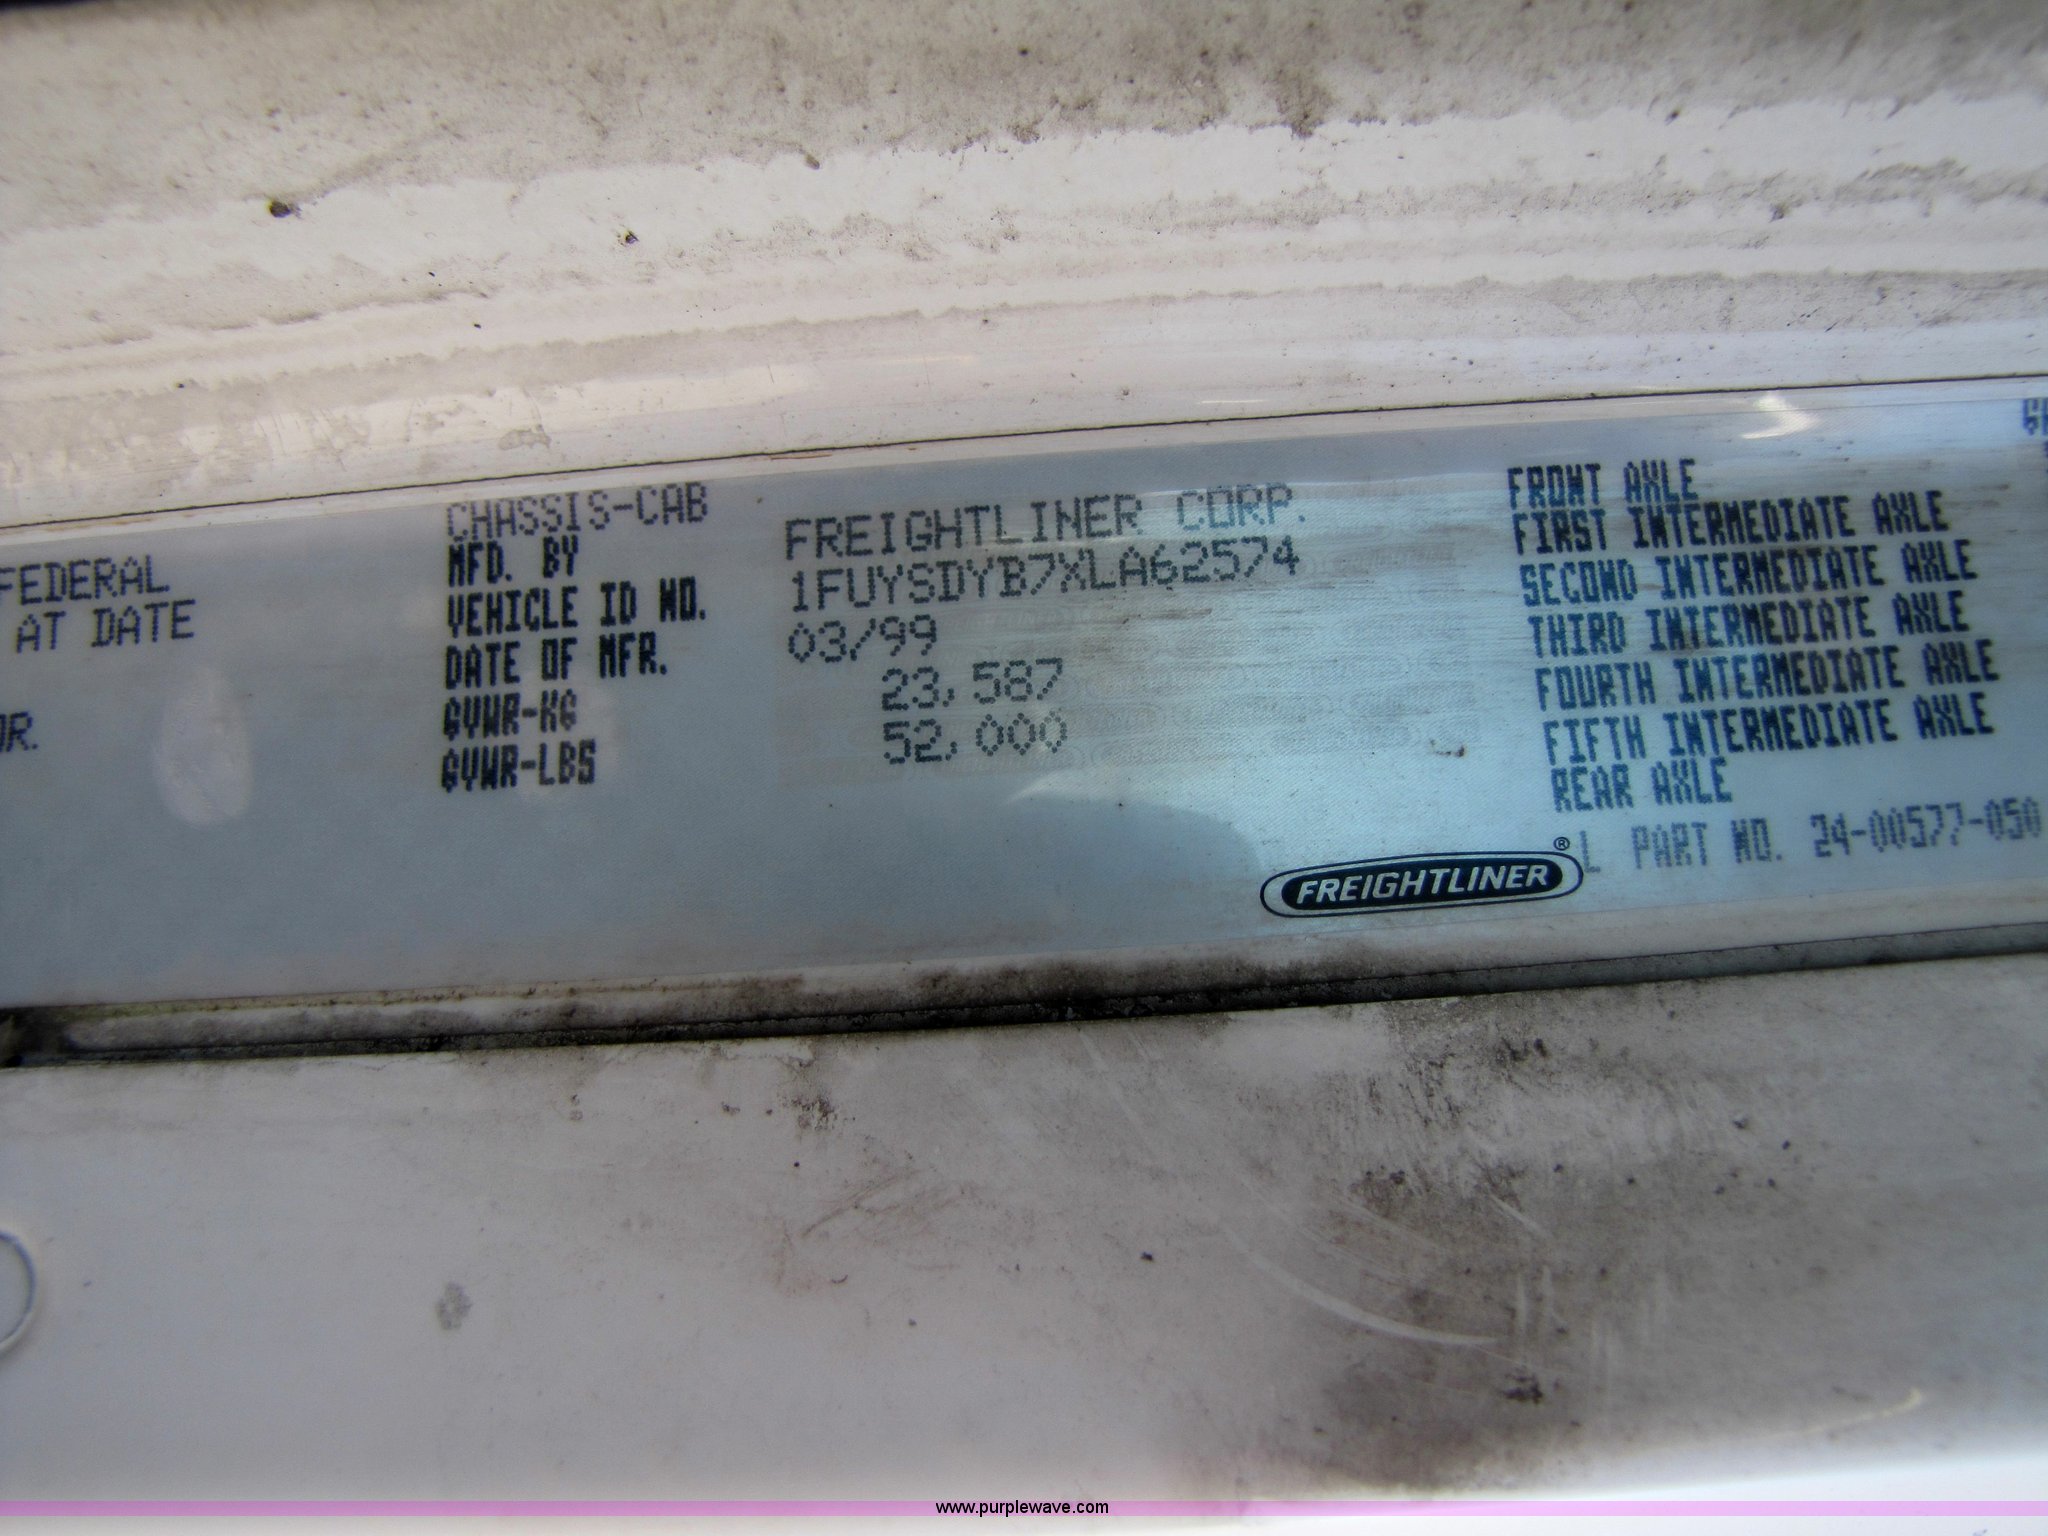 FEDERAL
AT DATE
OR.
CHASSIS-CAB
MFD. BY
VEHICLE ID NO.
DATE OF MFR.
GVWR-KG
GVWR-LBS
FREIGHTLINER CORP.
1FUYSDYB7XLA62574
03/99
23,587
52,000
FRONT AXLE
FIRST INTERMEDIATE AXLE
SECOND INTERMEDIATE AXLE
THIRD INTERMEDIATE AXLE
FOURTH INTERMEDIATE AXLE
FIFTH INTERMEDIATE AXLE
REAR AXLE
L PART NO. 24-00577-050
FREIGHTLINER®
www.purplewave.com